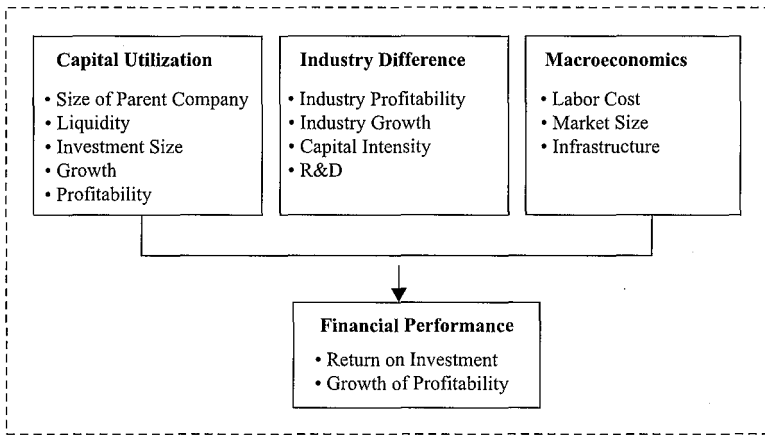 Capital Utilization
• Size of Parent Company
• Liquidity
• Investment Size
• Growth
• Profitability
Industry Difference
• Industry Profitability
• Industry Growth
• Capital Intensity
• R&D
Macroeconomics
• Labor Cost
• Market Size
• Infrastructure
Financial Performance
• Return on Investment
• Growth of Profitability